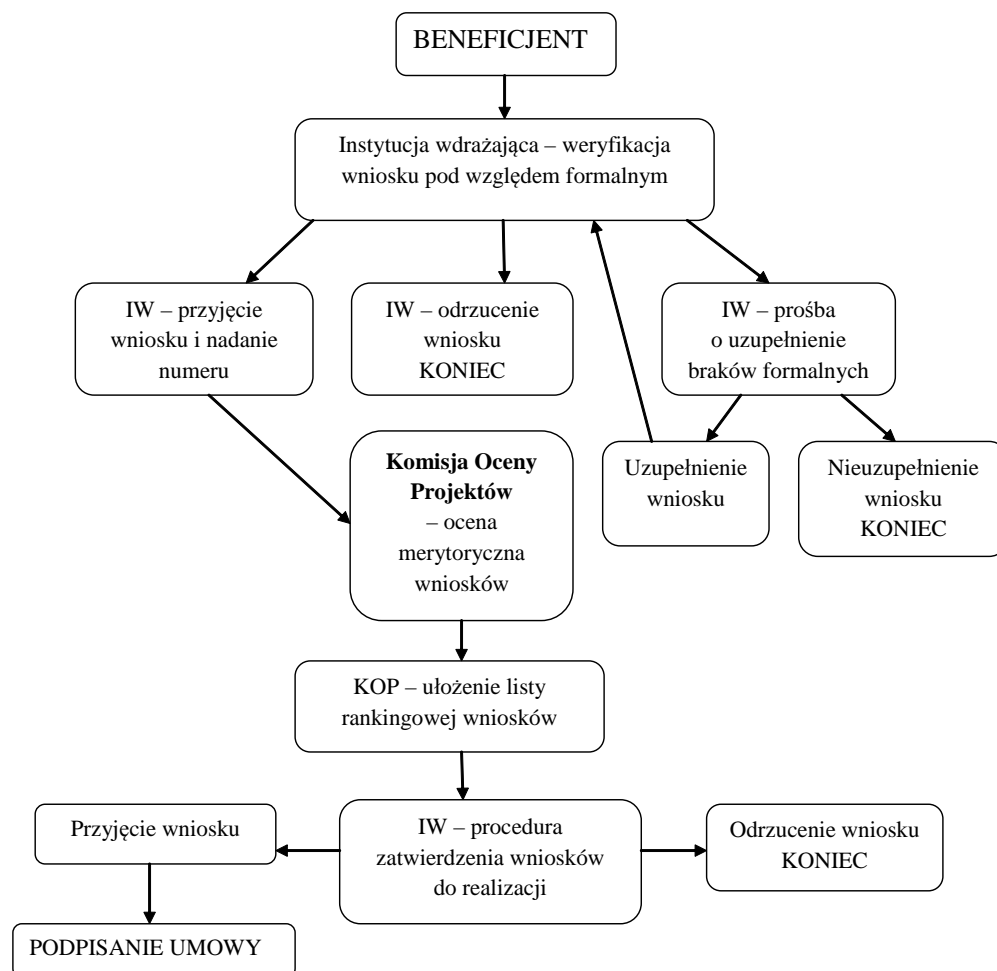 BENEFICJENT
Instytucja wdrażająca – weryfikacja
wniosku pod względem formalnym
IW – przyjęcie
wniosku i nadanie
numeru
IW – odrzucenie
wniosku
KONIEC
IW – prośba
o uzupełnienie
braków formalnych
Komisja Oceny
Projektów
– ocena
merytoryczna
wniosków
Uzupełnienie
wniosku
Nieuzupełnienie
wniosku
KONIEC
KOP – ułożenie listy
rankingowej wniosków
Przyjęcie wniosku
IW – procedura
zatwierdzenia wniosków
do realizacji
Odrzucenie wniosku
KONIEC
PODPISANIE UMOWY